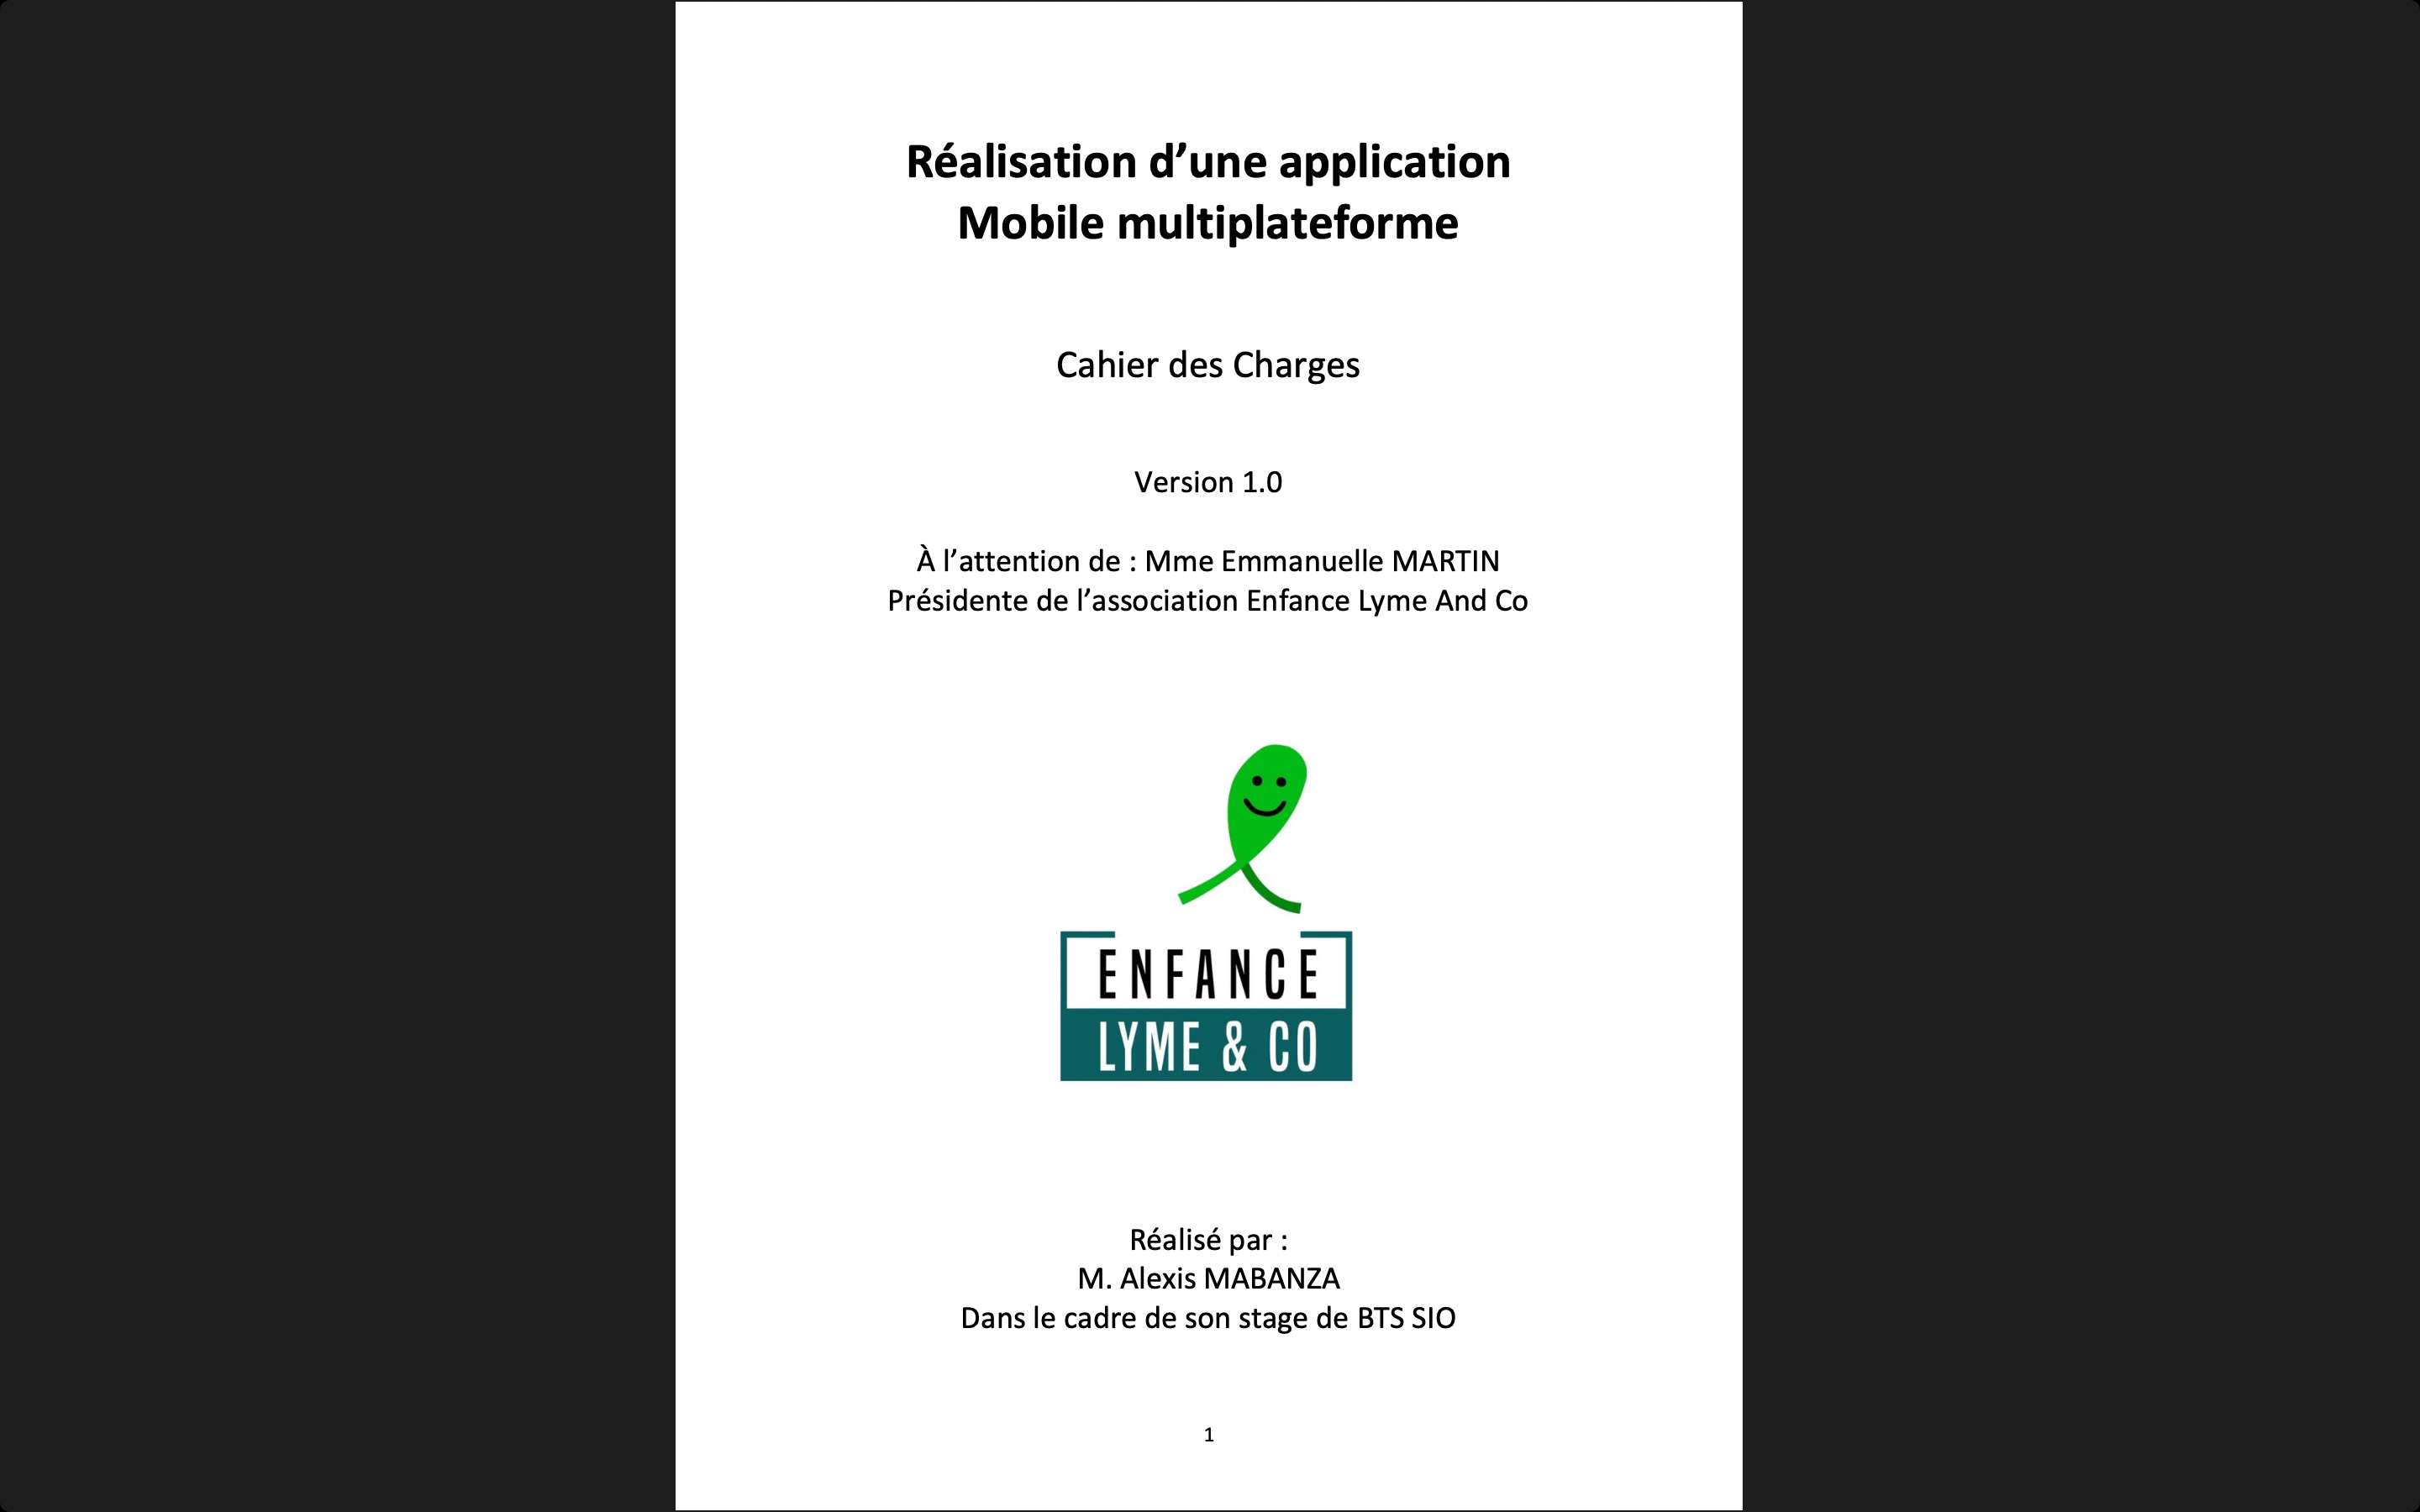 Réalisation d’une application
Mobile multiplateforme
Cahier des Charges
Version 1.0
À l’attention de : Mme Emmanuelle MARTIN
Présidente de l’association Enfance Lyme And Co
ENFANCE
LYME & CO
Réalisé par :
M. Alexis MABANZA
Dans le cadre de son stage de BTS SIO
1